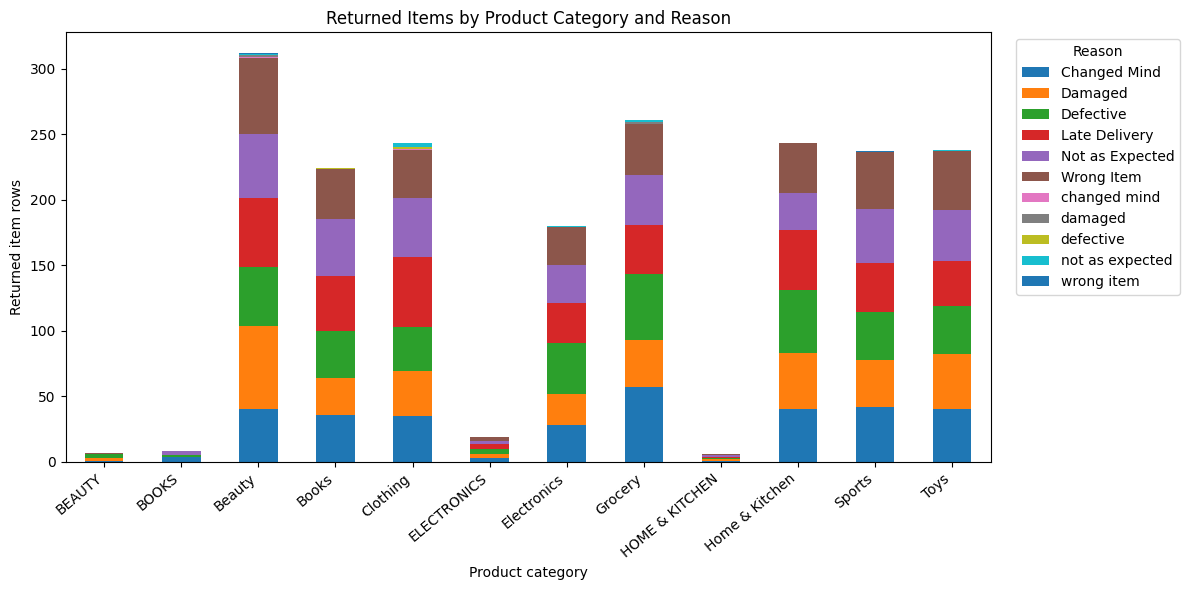 Returned Items by Product Category and Reason
Returned item rows
300
250
200
150
100
50
0
BEAUTY
BOOKS
Beauty
Books
Clothing
ELECTRONICS
Electronics
Grocery
HOME & KITCHEN
Home & Kitchen
Sports
Toys
Product category
Reason
Changed Mind
Damaged
Defective
Late Delivery
Not as Expected
Wrong Item
changed mind
damaged
defective
not as expected
wrong item